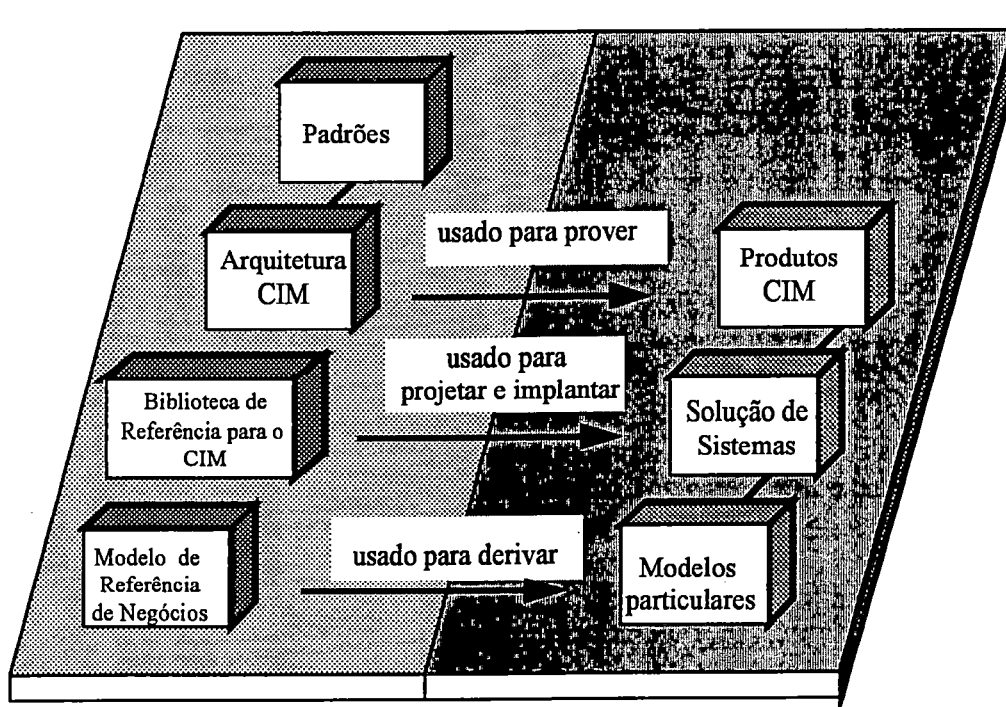 Padrões
Arquitetura
CIM
usado para prover
Produtos
CIM
Biblioteca de
Referência para o
CIM
usado para
projetar e implantar
Solução de
Sistemas
Modelo de
Referência
de Negócios
usado para derivar
Modelos
particulares